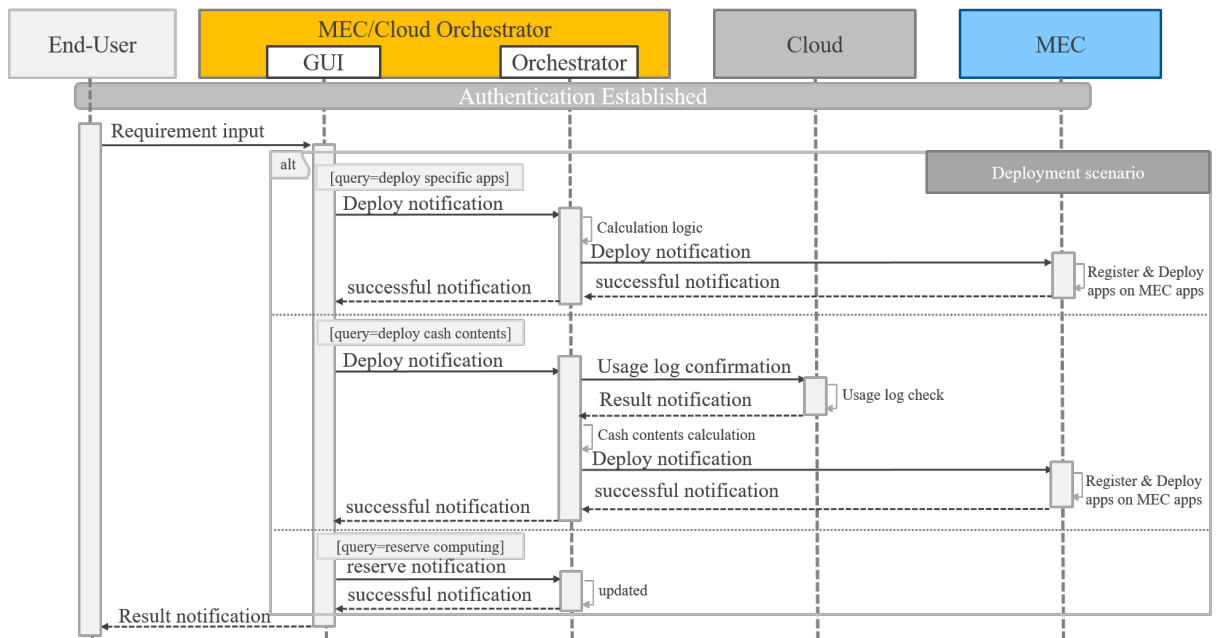 End-User
MEC/Cloud Orchestrator
GUI
Orchestrator
Cloud
MEC
Authentication Established
Requirement input
alt
Deployment scenario
[query=deploy specific apps]
Deploy notification
Calculation logic
Deploy notification
Register & Deploy
apps on MEC apps
successful notification
successful notification
[query=deploy cash contents]
Deploy notification
Usage log confirmation
Usage log check
Result notification
Cash contents calculation
Deploy notification
Register & Deploy
apps on MEC apps
successful notification
successful notification
[query=reserve computing]
reserve notification
updated
successful notification
Result notification